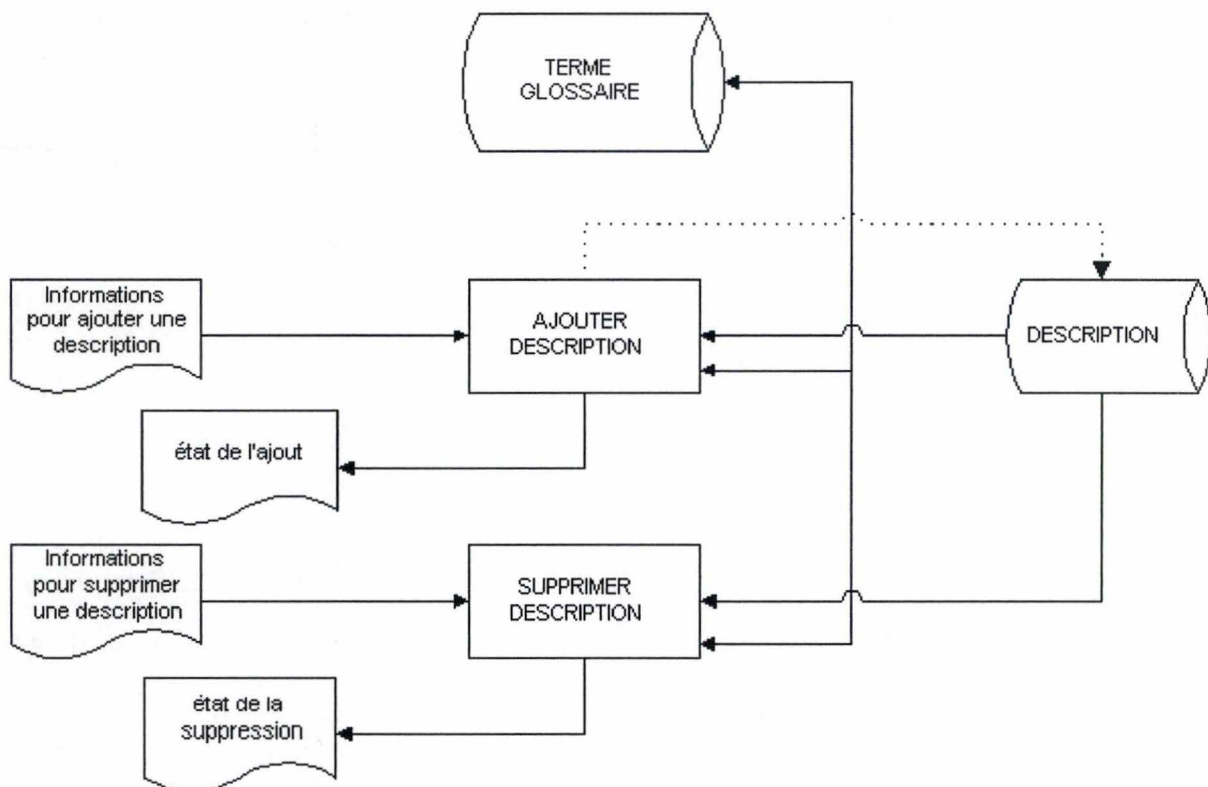 TERME
GLOSSAIRE
Informations
pour ajouter une
description
AJOUTER
DESCRIPTION
DESCRIPTION
état de l'ajout
Informations
pour supprimer
une description
SUPPRIMER
DESCRIPTION
état de la
suppression